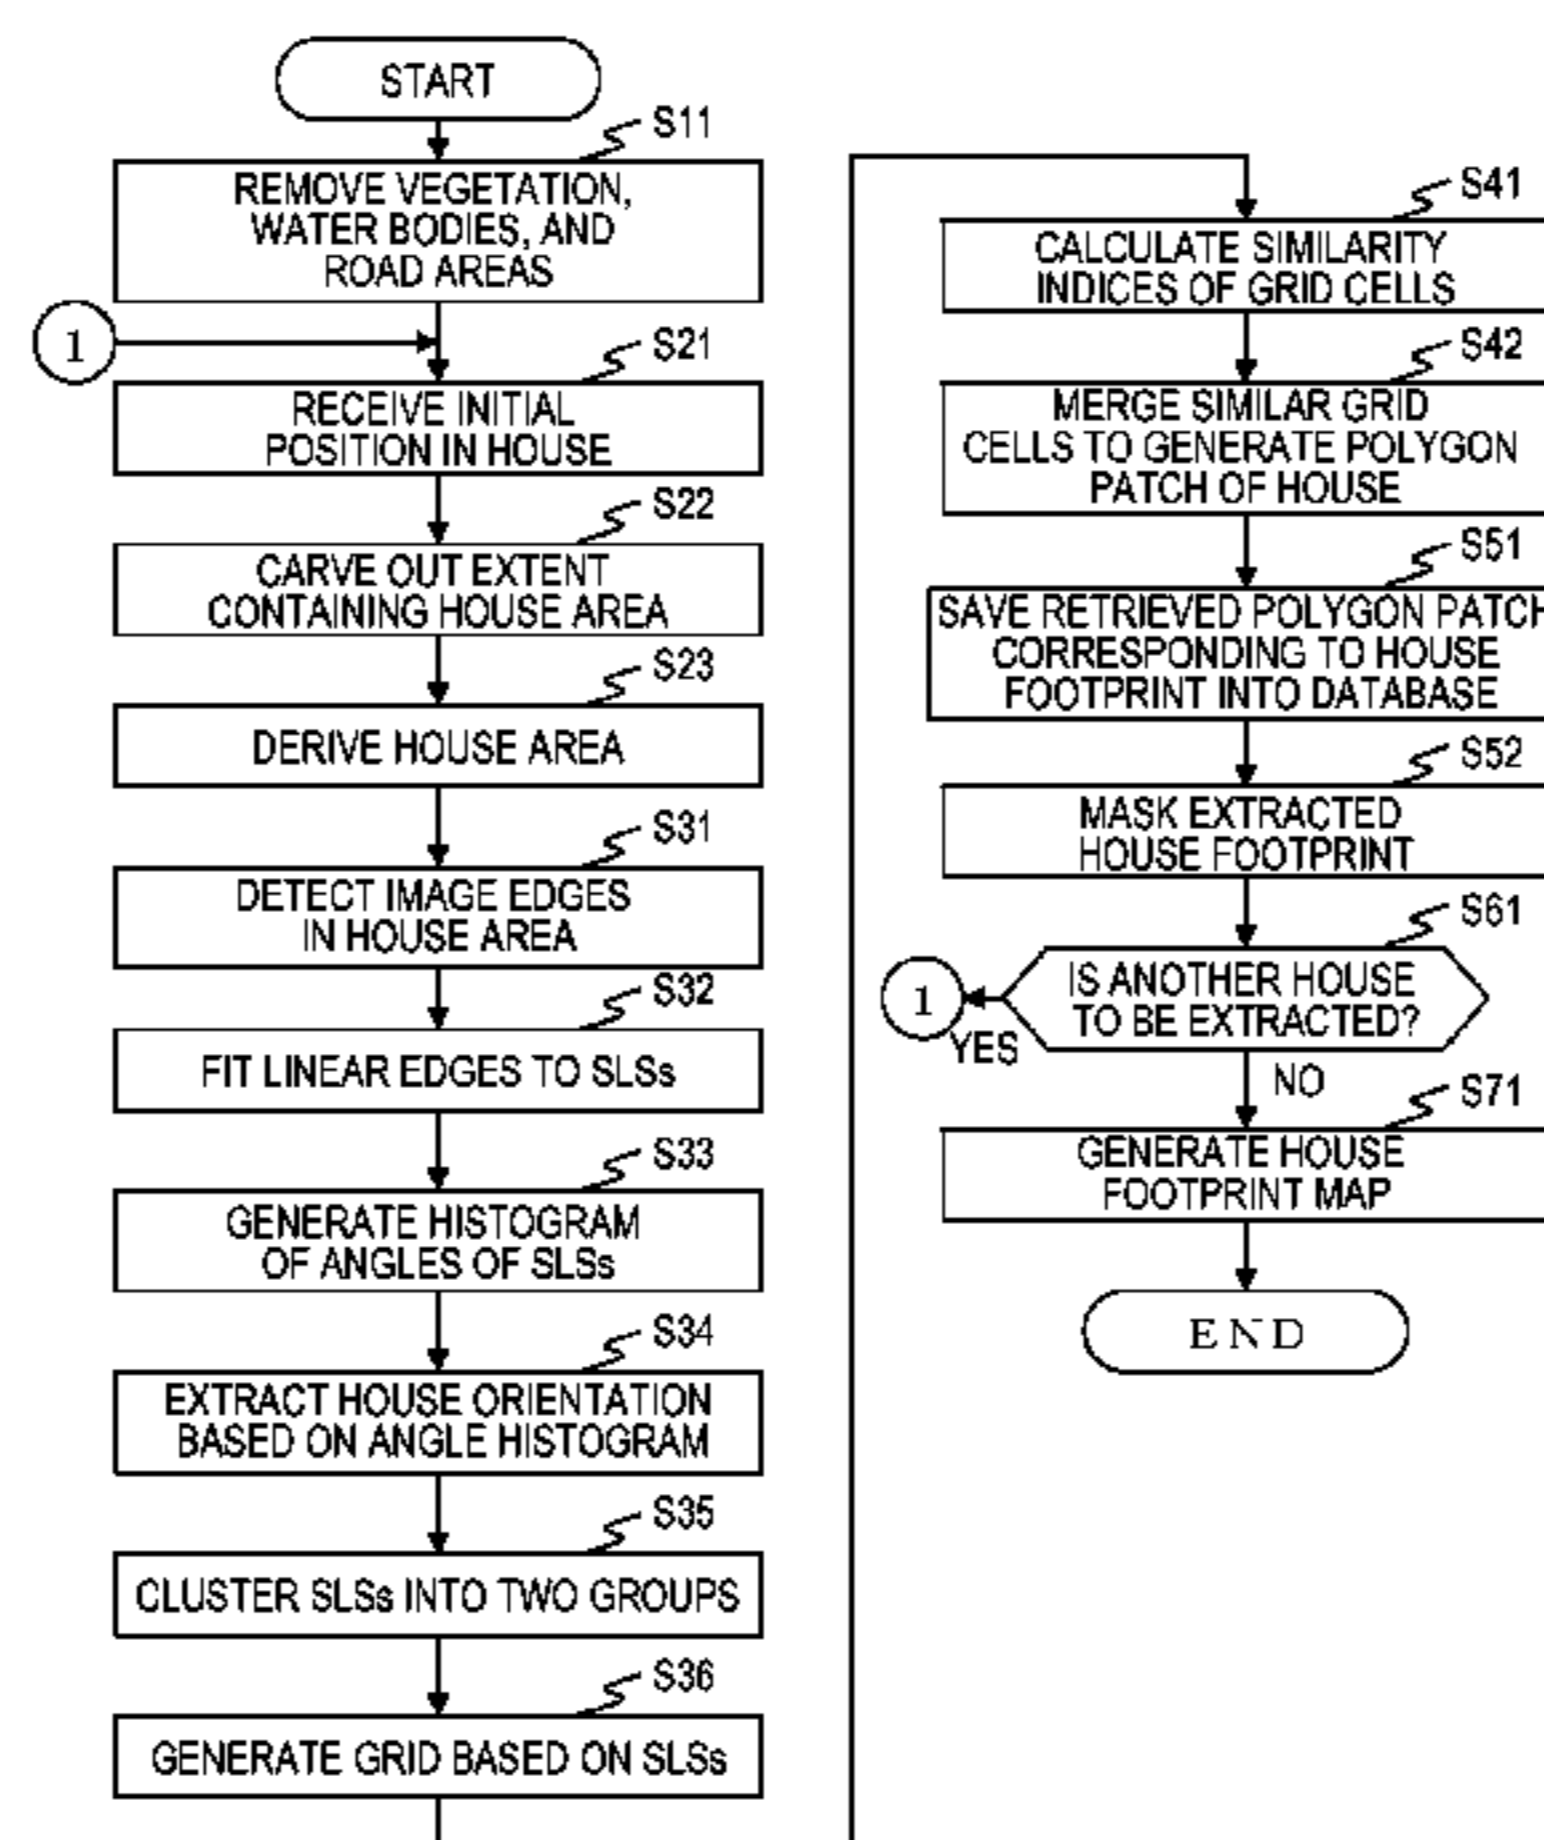 START
S11
REMOVE VEGETATION,
WATER BODIES, AND
ROAD AREAS
1
S21
RECEIVE INITIAL
POSITION IN HOUSE
S22
CARVE OUT EXTENT
CONTAINING HOUSE AREA
S23
DERIVE HOUSE AREA
S31
DETECT IMAGE EDGES
IN HOUSE AREA
S32
FIT LINEAR EDGES TO SLSs
S33
GENERATE HISTOGRAM
OF ANGLES OF SLSs
S34
EXTRACT HOUSE ORIENTATION
BASED ON ANGLE HISTOGRAM
S35
CLUSTER SLSs INTO TWO GROUPS
S36
GENERATE GRID BASED ON SLSs
S41
CALCULATE SIMILARITY
INDICES OF GRID CELLS
S42
MERGE SIMILAR GRID
CELLS TO GENERATE POLYGON
PATCH OF HOUSE
S51
SAVE RETRIEVED POLYGON PATCH
CORRESPONDING TO HOUSE
FOOTPRINT INTO DATABASE
S52
MASK EXTRACTED
HOUSE FOOTPRINT
S61
IS ANOTHER HOUSE
TO BE EXTRACTED?
1
YES
NO
S71
GENERATE HOUSE
FOOTPRINT MAP
END